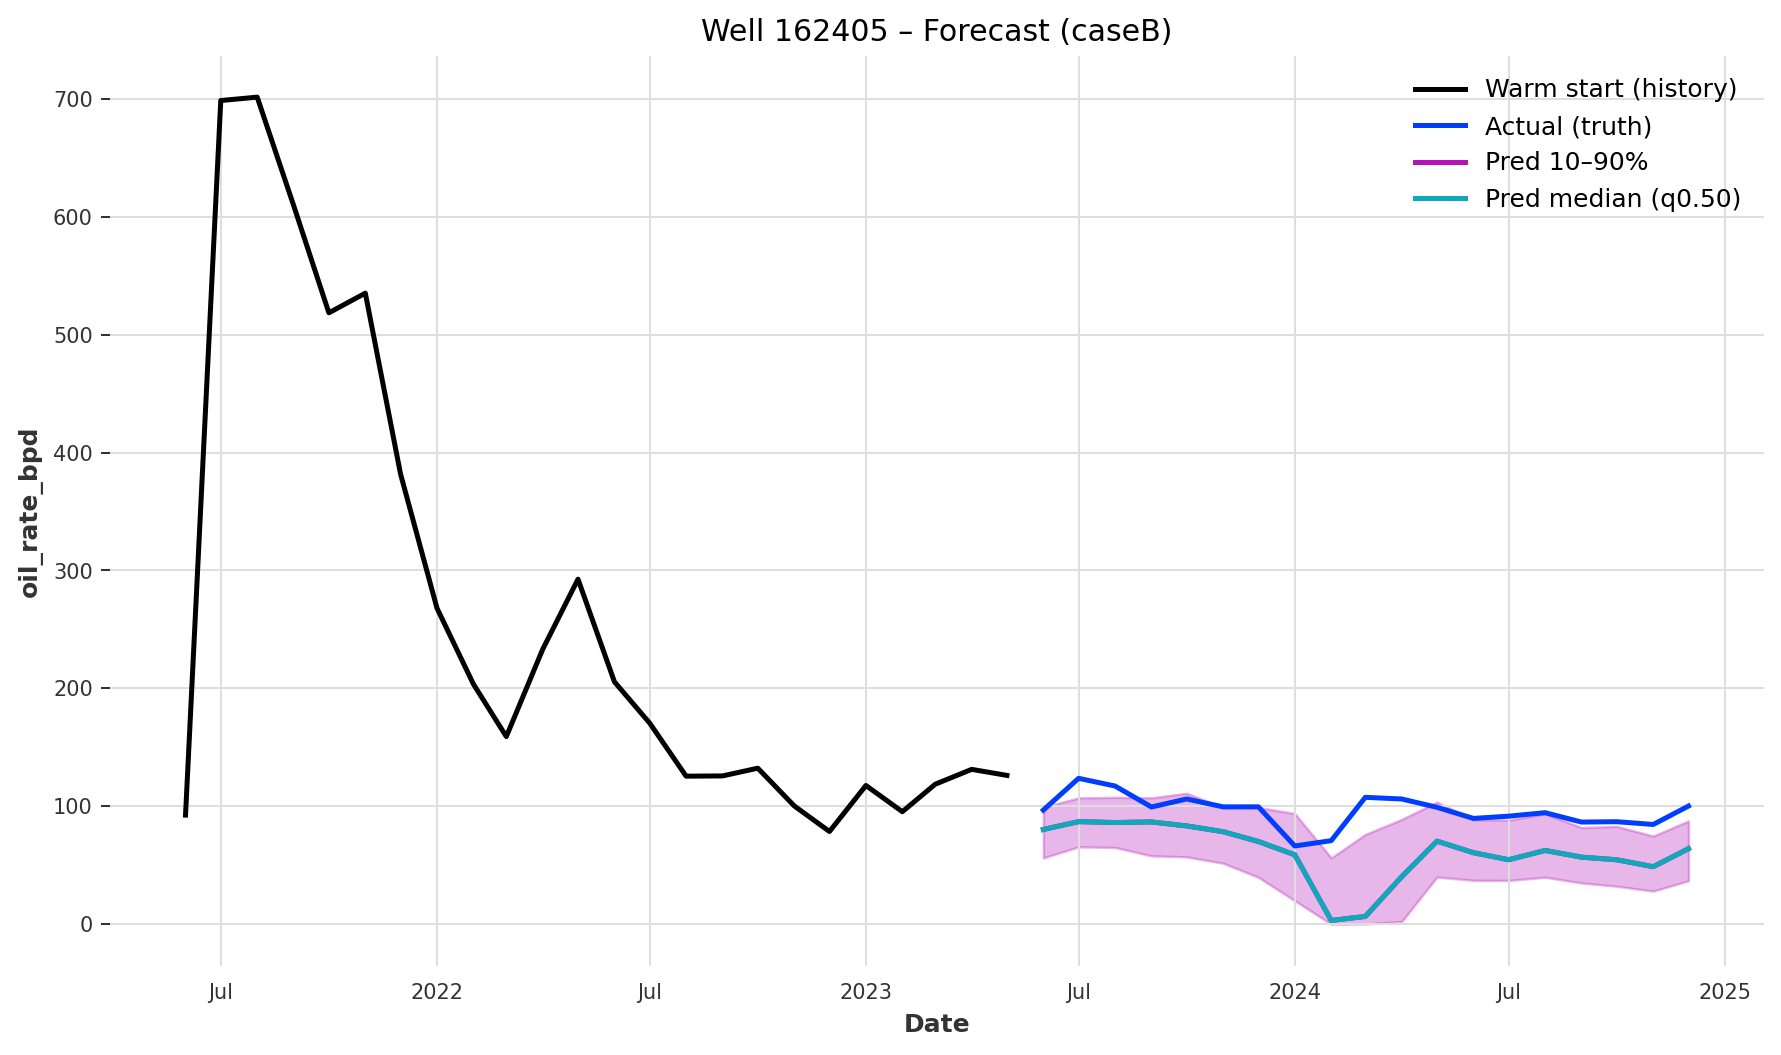 Well 162405 – Forecast (caseB)
Warm start (history)
Actual (truth)
Pred 10–90%
Pred median (q0.50)
oil_rate_bpd
700
600
500
400
300
200
100
0
Jul 2022 Jul 2023 Jul 2024 Jul 2025
Date